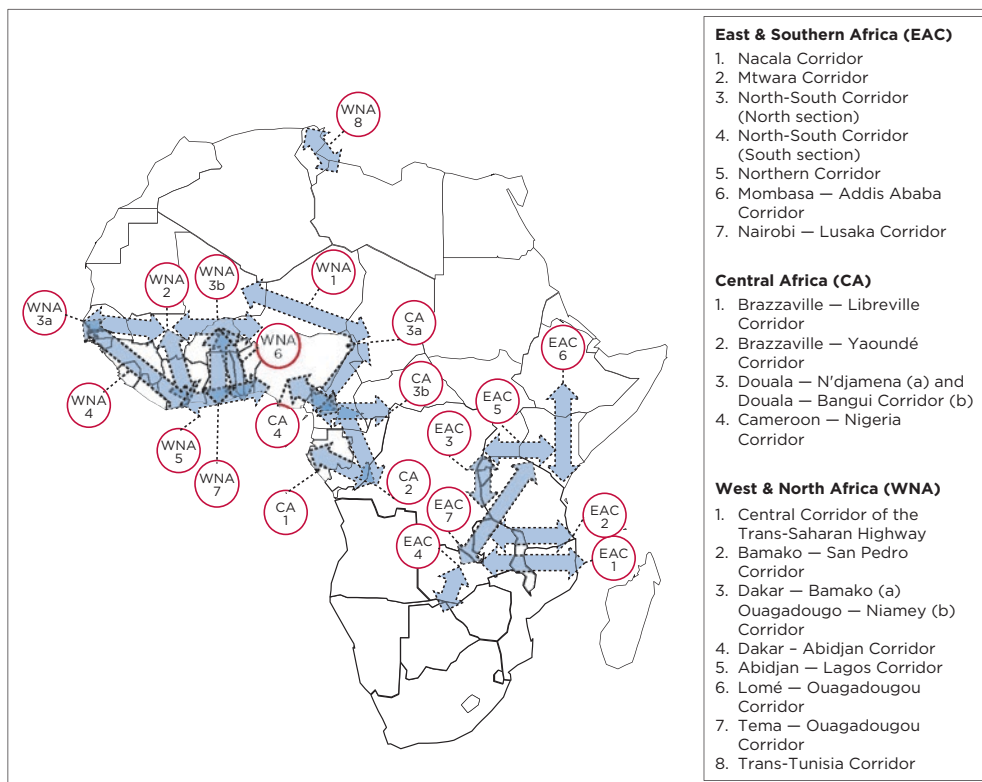 WNA
8
WNA
3a
WNA
2
WNA
3b
WNA
1
CA
3a
WNA
6
EAC
6
WNA
4
CA
4
CA
3b
EAC
5
EAC
3
WNA
5
WNA
7
CA
1
CA
2
EAC
7
EAC
4
EAC
2
EAC
1
East & Southern Africa (EAC)
1. Nacala Corridor
2. Mtwara Corridor
3. North-South Corridor
(North section)
4. North-South Corridor
(South section)
5. Northern Corridor
6. Mombasa — Addis Ababa
Corridor
7. Nairobi — Lusaka Corridor
Central Africa (CA)
1. Brazzaville — Libreville
Corridor
2. Brazzaville — Yaoundé
Corridor
3. Douala — N'djamena (a) and
Douala — Bangui Corridor (b)
4. Cameroon — Nigeria
Corridor
West & North Africa (WNA)
1. Central Corridor of the
Trans-Saharan Highway
2. Bamako — San Pedro
Corridor
3. Dakar — Bamako (a)
Ouagadougo — Niamey (b)
Corridor
4. Dakar – Abidjan Corridor
5. Abidjan — Lagos Corridor
6. Lomé — Ouagadougou
Corridor
7. Tema — Ouagadougou
Corridor
8. Trans-Tunisia Corridor